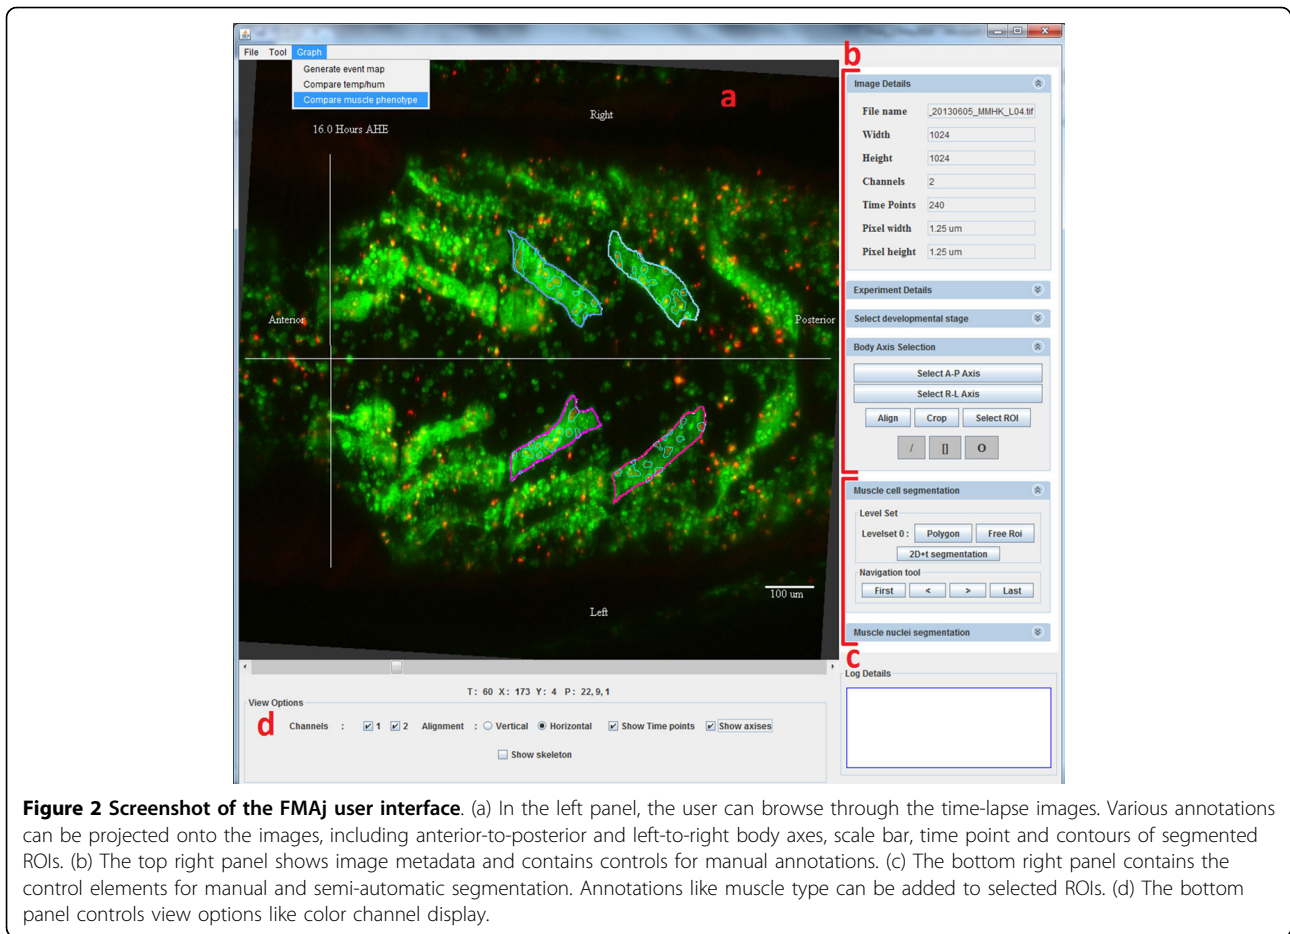 File Tool Graph
Generate event map
Compare temp/hum
Compare muscle phenotype
a
Right
16.0 Hours AHE
Anterior
Posterior
100 um
Left
b
Image Details
File name _20130605_MMHK_L04.tif
Width 1024
Height 1024
Channels 2
Time Points 240
Pixel width 1.25 um
Pixel height 1.25 um
Experiment Details
Select developmental stage
Body Axis Selection
Select A-P Axis
Select R-L Axis
Align Crop Select ROI
/ [] O
Muscle cell segmentation
Level Set
Levelset 0 : Polygon Free Roi
2D+t segmentation
Navigation tool
First < > Last
Muscle nuclei segmentation
c
Log Details
T: 60 X: 173 Y: 4 P: 22,9,1
View Options
d Channels : 1 2 Alignment : Vertical Horizontal Show Time points Show axises
Show skeleton
Figure 2 Screenshot of the FMAj user interface. (a) In the left panel, the user can browse through the time-lapse images. Various annotations
can be projected onto the images, including anterior-to-posterior and left-to-right body axes, scale bar, time point and contours of segmented
ROIs. (b) The top right panel shows image metadata and contains controls for manual annotations. (c) The bottom right panel contains the
control elements for manual and semi-automatic segmentation. Annotations like muscle type can be added to selected ROIs. (d) The bottom
panel controls view options like color channel display.